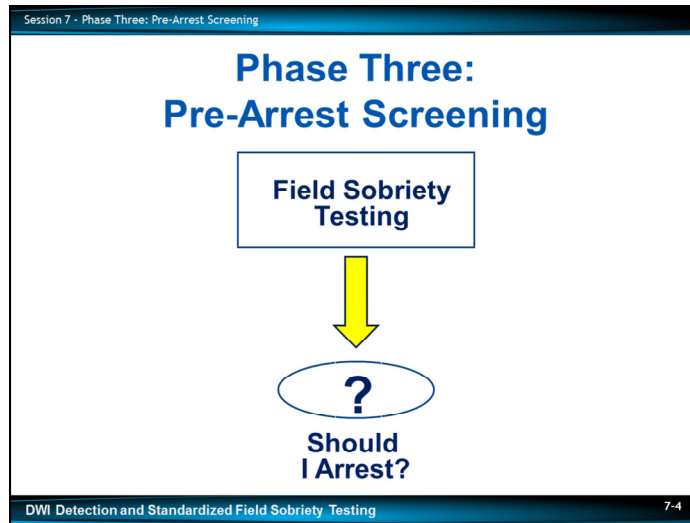 Session 7 - Phase Three: Pre-Arrest Screening
Phase Three:
Pre-Arrest Screening
Field Sobriety
Testing
?
Should
I Arrest?
DWI Detection and Standardized Field Sobriety Testing
7-4